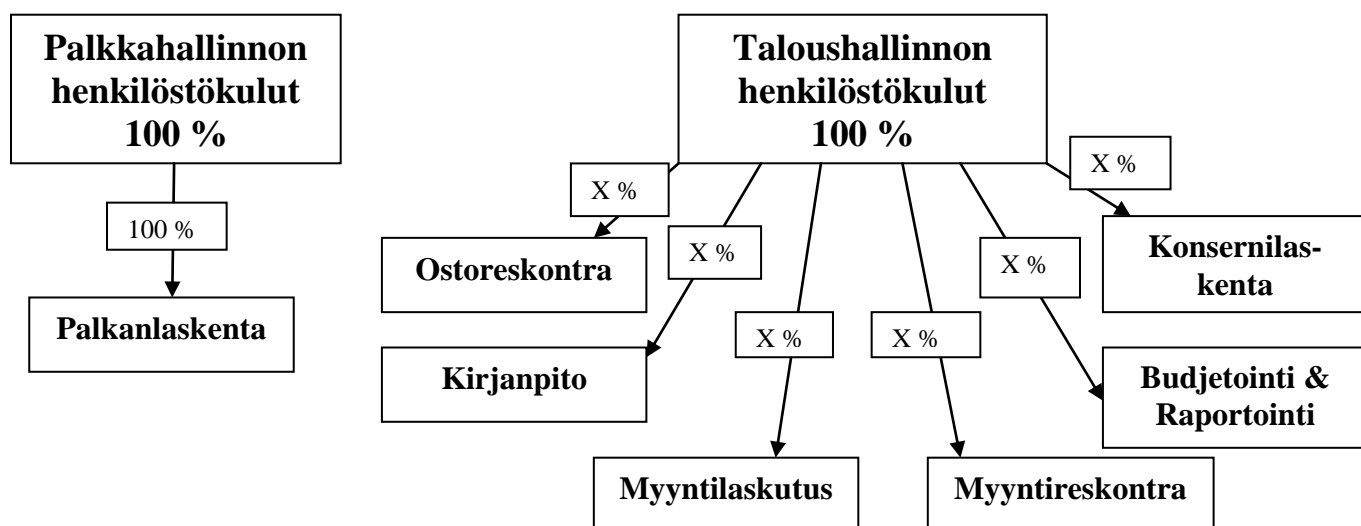 Palkkahallinnon
henkilöstökulut
100 %
100 %
Palkanlaskenta
Taloushallinnon
henkilöstökulut
100 %
X %
X %
X %
X %
X %
X %
Ostoreskontra
Kirjanpito
Myyntilaskutus
Myyntireskontra
Budjetointi &
Raportointi
Konsernilas-
kenta